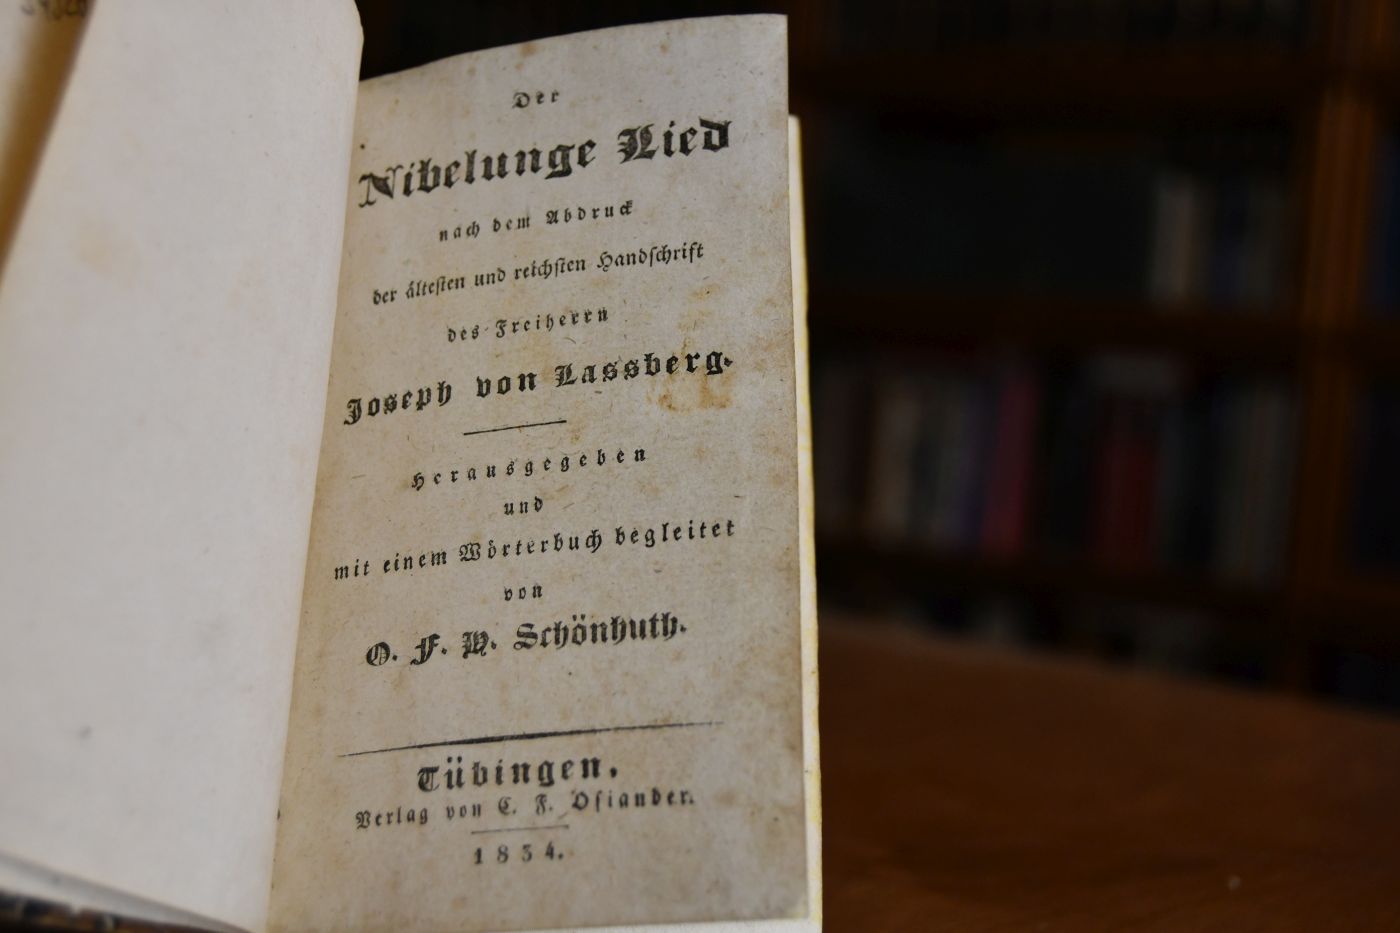 Der
Nibelunge Lied
nach dem Abdruck
der ältesten und reichsten Handschrift
des Freiherrn
Joseph von Lassberg.
Herausgegeben
und
mit einem Wörterbuch begleitet
von
O. F. H. Schönhuth.
Tübingen.
Verlag von C. F. Osiander.
1834.